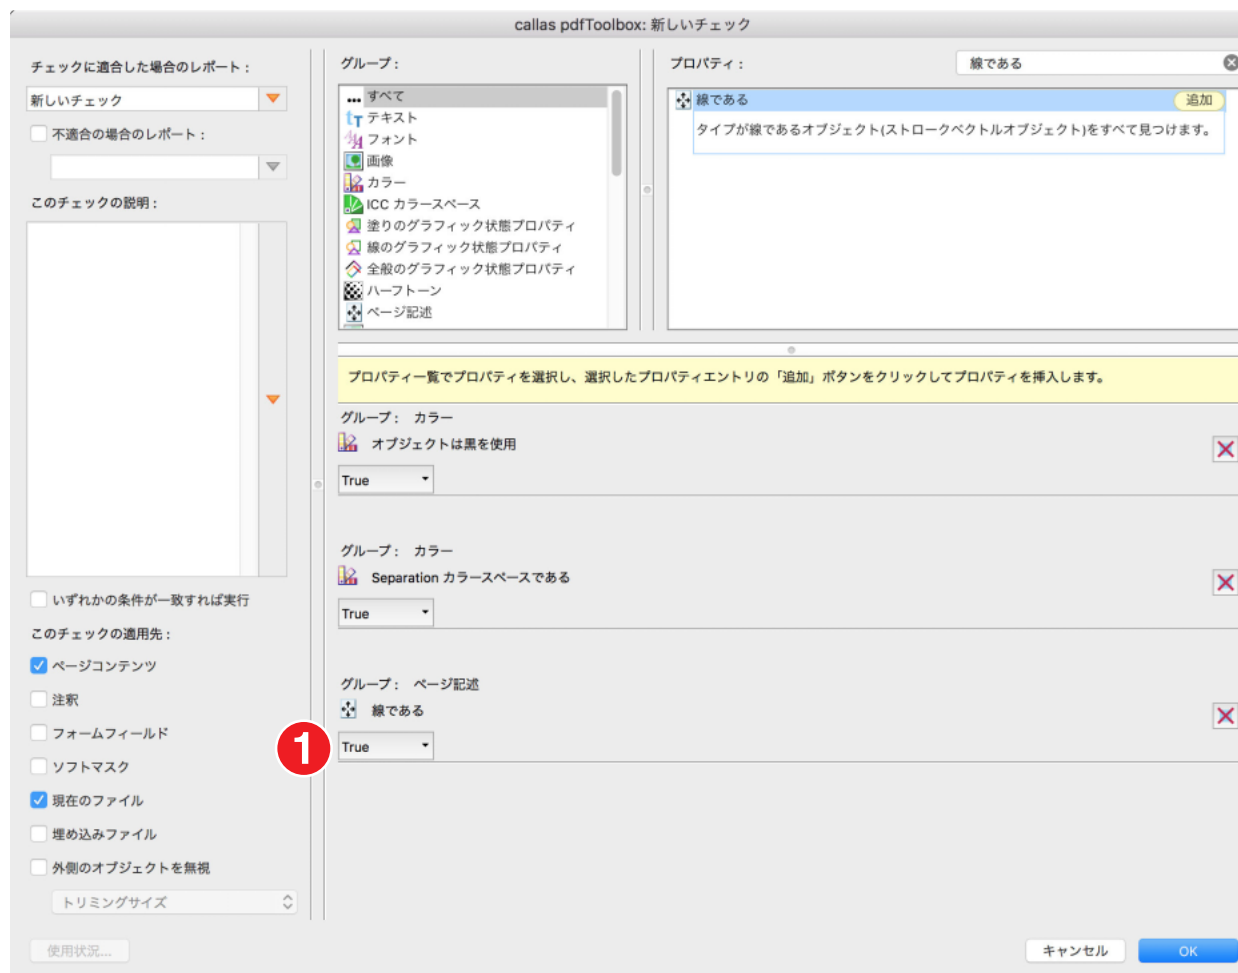 callas pdfToolbox: 新しいチェック
チェックに適合した場合のレポート：
新しいチェック
不適合の場合のレポート：
このチェックの説明：
いずれかの条件が一致すれば実行
このチェックの適用先：
ページコンテンツ
注釈
フォームフィールド
ソフトマスク
現在のファイル
埋め込みファイル
外側のオブジェクトを無視
トリミングサイズ
使用状況...
グループ：
すべて
テキスト
フォント
画像
カラー
ICC カラースペース
塗りのグラフィック状態プロパティ
線のグラフィック状態プロパティ
全般のグラフィック状態プロパティ
ハーフトーン
ページ記述
プロパティ：
線である
線である
追加
タイプが線であるオブジェクト(ストロークベクトルオブジェクト)をすべて見つけます。
プロパティ一覧でプロパティを選択し、選択したプロパティエントリの「追加」ボタンをクリックしてプロパティを挿入します。
グループ： カラー
オブジェクトは黒を使用
True
グループ： カラー
Separation カラースペースである
True
グループ： ページ記述
線である
1
True
キャンセル
OK